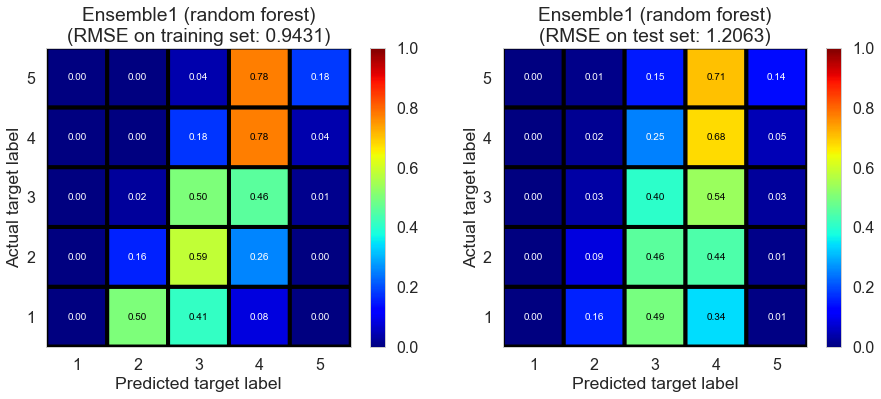 Ensemble1 (random forest)
(RMSE on training set: 0.9431)
Actual target label
5 0.00 0.00 0.04 0.78 0.18
4 0.00 0.00 0.18 0.78 0.04
3 0.00 0.02 0.50 0.46 0.01
2 0.00 0.16 0.59 0.26 0.00
1 0.00 0.50 0.41 0.08 0.00
1 2 3 4 5
Predicted target label
1.0
0.8
0.6
0.4
0.2
0.0
Ensemble1 (random forest)
(RMSE on test set: 1.2063)
Actual target label
5 0.00 0.01 0.15 0.71 0.14
4 0.00 0.02 0.25 0.68 0.05
3 0.00 0.03 0.40 0.54 0.03
2 0.00 0.09 0.46 0.44 0.01
1 0.00 0.16 0.49 0.34 0.01
1 2 3 4 5
Predicted target label
1.0
0.8
0.6
0.4
0.2
0.0